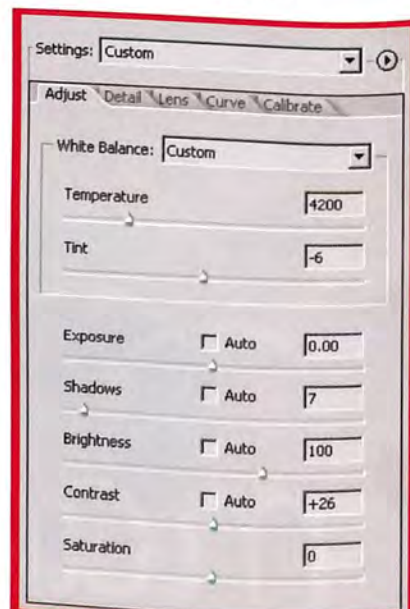 Settings: Custom
Adjust Detail Lens Curve Calibrate
White Balance: Custom
Temperature 4200
Tint -6
Exposure Auto 0.00
Shadows Auto 7
Brightness Auto 100
Contrast Auto +26
Saturation 0